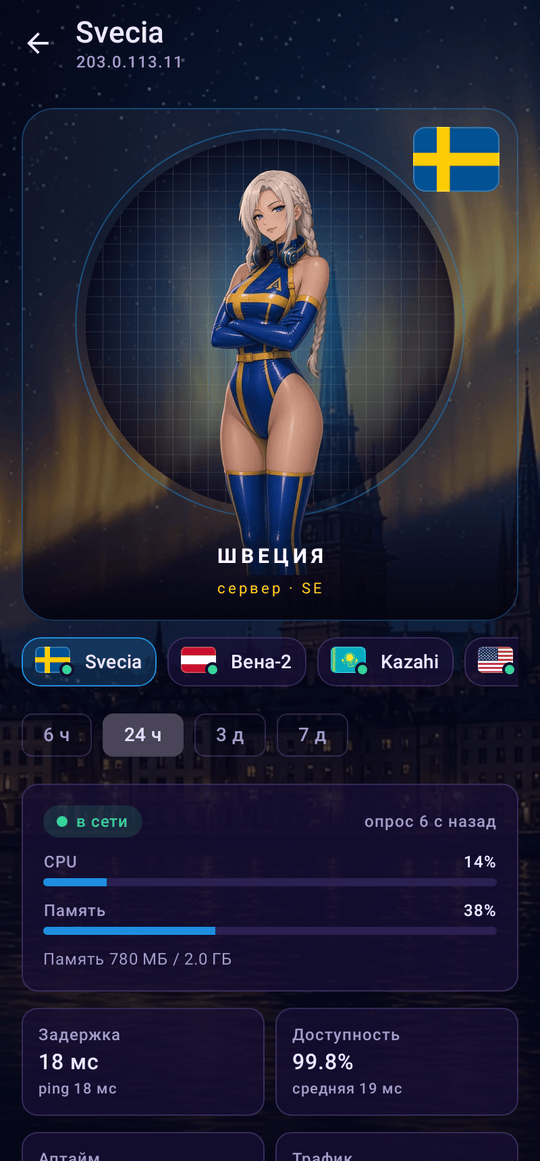 Svecia
203.0.113.11
ШВЕЦИЯ
сервер · SE
Svecia
Вена-2
Kazahi
6 ч
24 ч
3 д
7 д
в сети
опрос 6 с назад
CPU
14%
Память
38%
Память 780 МБ / 2.0 ГБ
Задержка
18 мс
ping 18 мс
Доступность
99.8%
средняя 19 мс
Аптайм
Трафик